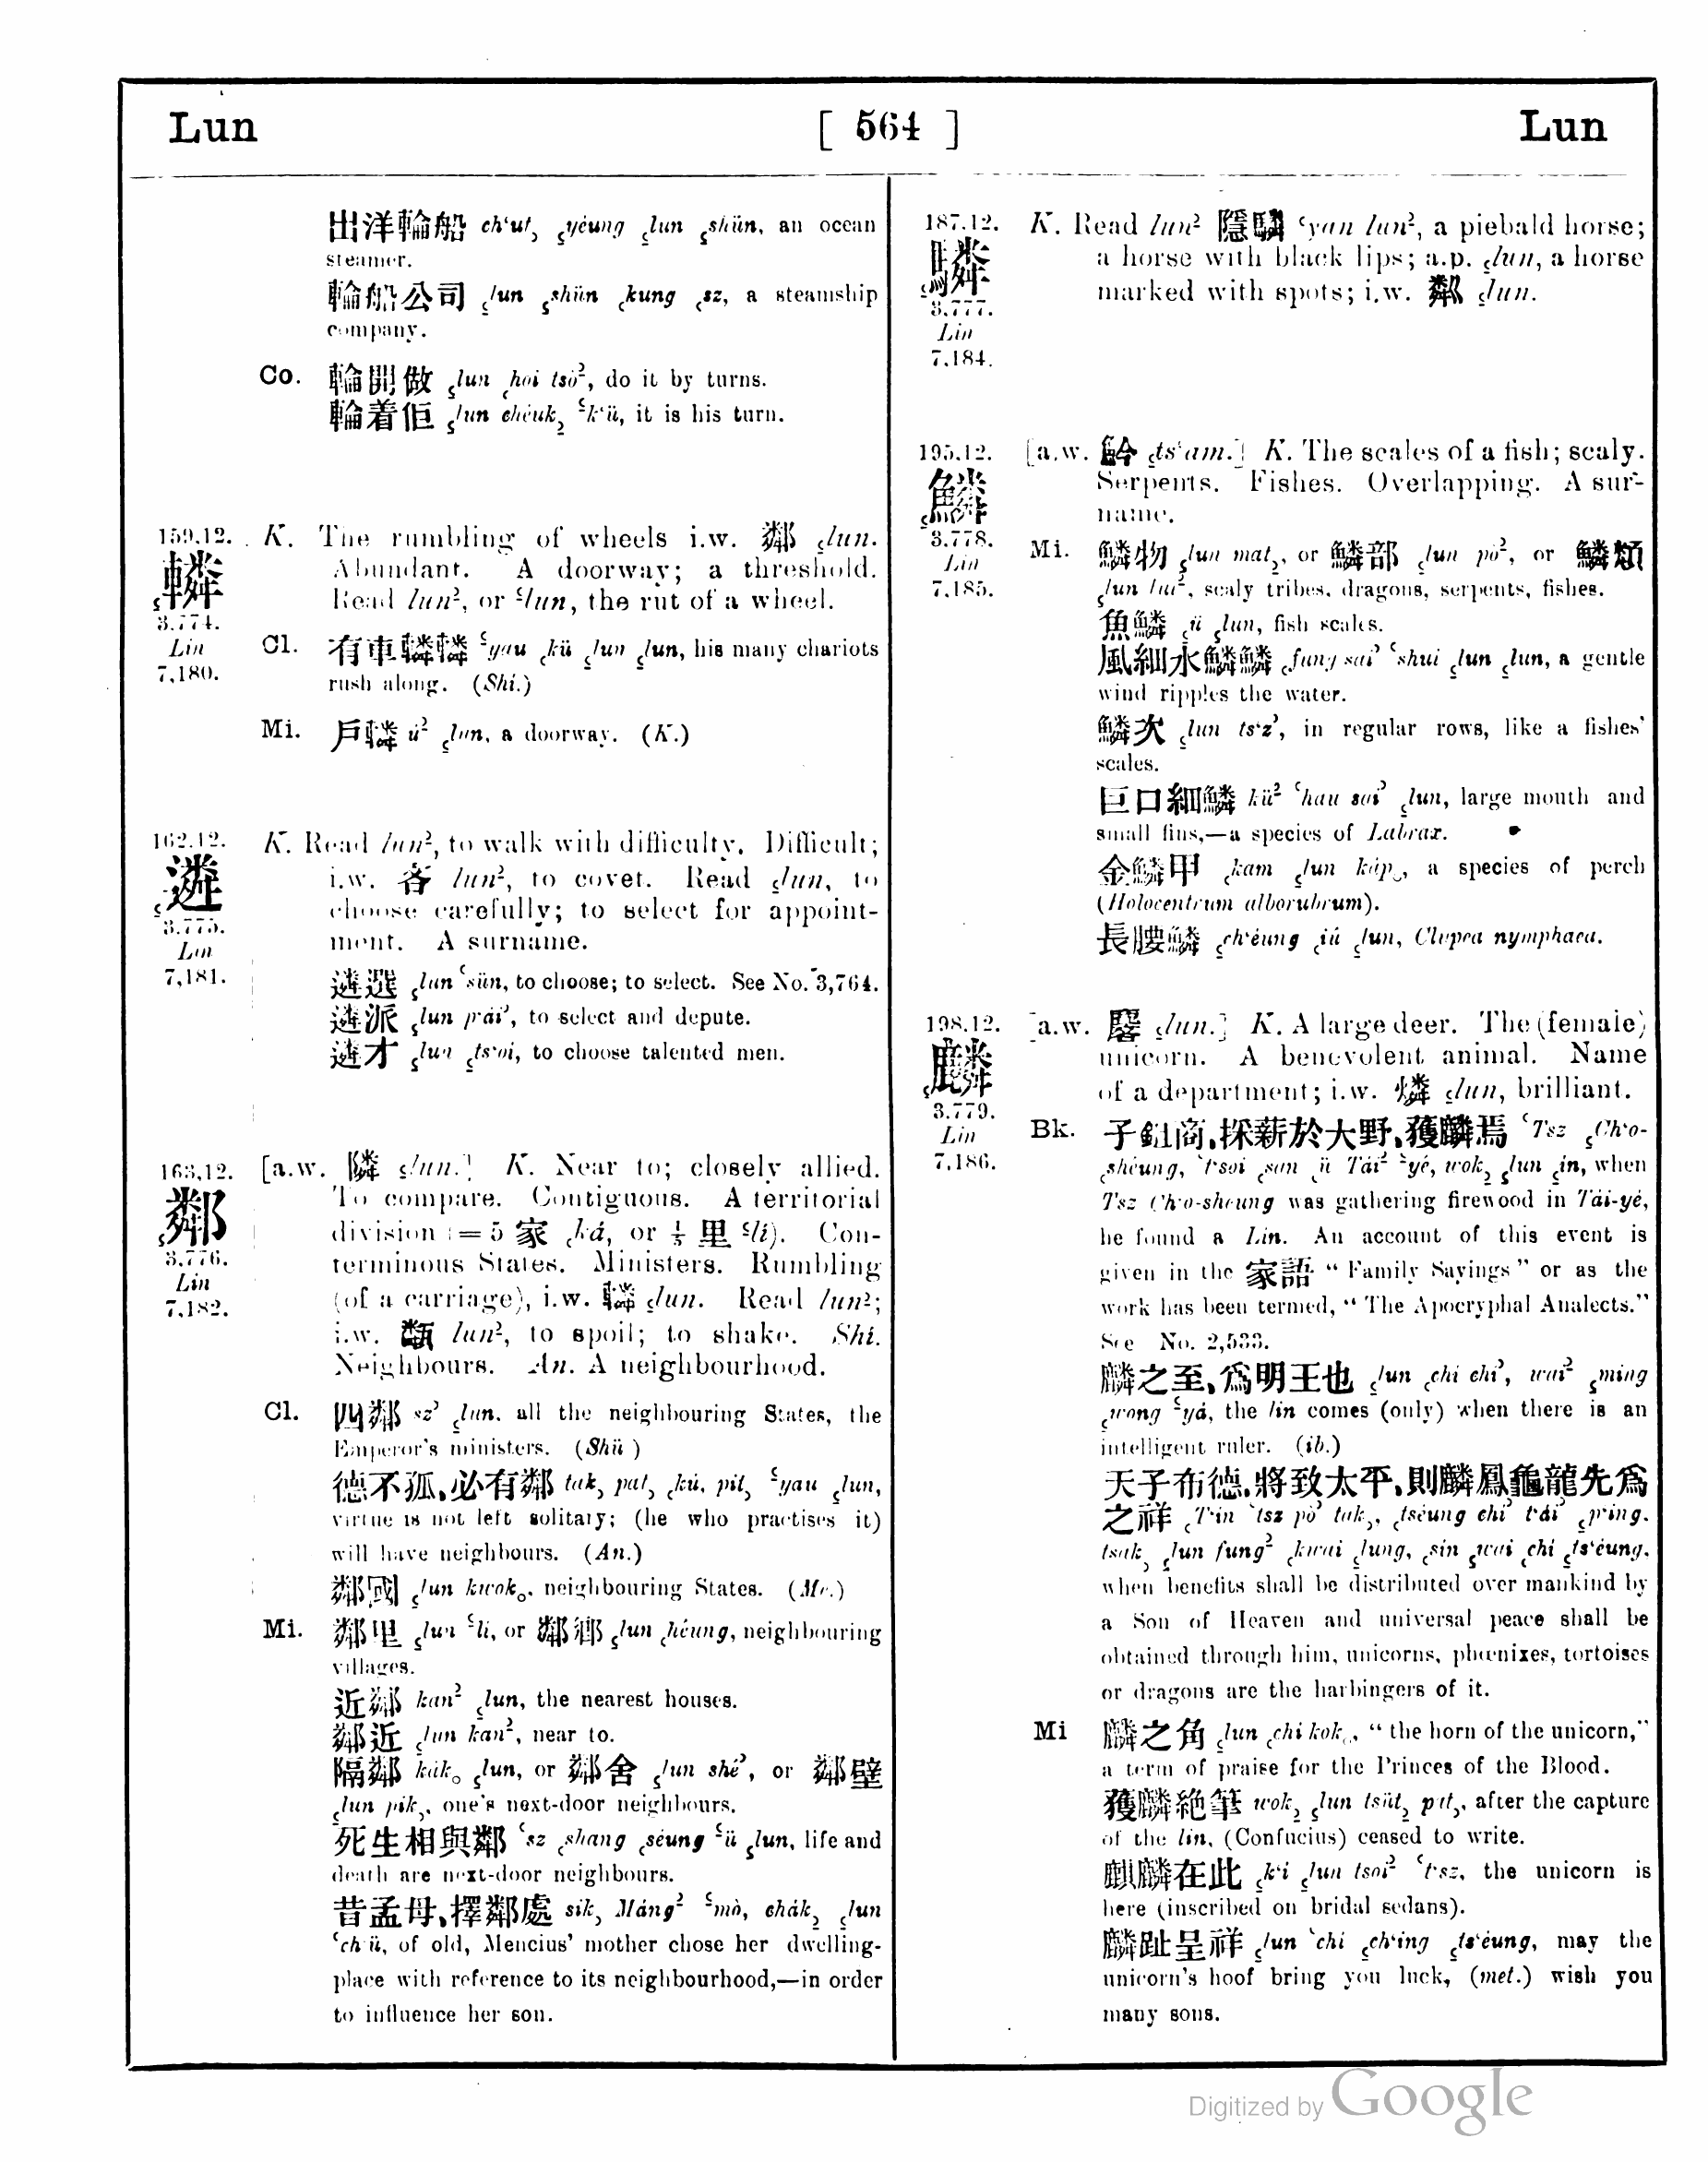 Lun
[ 564 ]
Lun
出洋輪船 ch‘ut꜆ ꜁yéung ꜁lun ꜁shün, an ocean
steamer.
輪船公司 ꜁lun ꜁shün ꜀kung ꜀sz, a steamship
company.
Co. 輪開做 ꜁lun ꜀hoi tsò², do it by turns.
輪着佢 ꜁lun chéuk꜇ ꜃k‘ü, it is his turn.
159.12.
꜁轔
3.774.
Lin
7,180.
K. The rumbling of wheels i.w. 鄰 ꜁lun.
Abundant. A doorway; a threshold.
Read lun², or ꜃lun, the rut of a wheel.
Cl. 有車轔轔 ꜃yau ꜀kü ꜁lun ꜁lun, his many chariots
rush along. (Shí.)
Mi. 戶轔 ú² ꜁lun, a doorway. (K.)
162.12.
꜁遴
3.775.
Lin
7,181.
K. Read lun², to walk with difficulty. Difficult;
i.w. 吝 lun², to covet. Read ꜁lun, to
choose carefully; to select for appoint-
ment. A surname.
遴選 ꜁lun ꜂sün, to choose; to select. See No. 3,764.
遴派 ꜁lun p‘ái꜄, to select and depute.
遴才 ꜁lun ꜁ts‘oi, to choose talented men.
163.12.
꜁鄰
3.776.
Lin
7,182.
[a.w. 隣 ꜁lun.] K. Near to; closely allied.
To compare. Contiguous. A territorial
division (= 5 家 ꜀ká, or ⅕ 里 ꜃lí). Con-
terminous States. Ministers. Rumbling
(of a carriage), i.w. 轔 ꜁lun. Read lun²;
i.w. 甐 lun², to spoil; to shake. Shí.
Neighbours. An. A neighbourhood.
Cl. 四鄰 sz꜄ ꜁lun, all the neighbouring States, the
Emperor's ministers. (Shü )
德不孤,必有鄰 tak꜆ pat꜆ ꜀kú, pít꜆ ꜃yau ꜁lun,
virtue is not left solitary; (he who practises it)
will have neighbours. (An.)
鄰國 ꜁lun kwok꜀, neighbouring States. (Me.)
Mi. 鄰里 ꜁lun ꜃li, or 鄰鄉 ꜁lun ꜀héung, neighbouring
villages.
近鄰 kan² ꜁lun, the nearest houses.
鄰近 ꜁lun kan², near to.
隔鄰 kák꜀ ꜁lun, or 鄰舍 ꜁lun shé꜄, or 鄰壁
꜁lun pik꜆, one's next-door neighbours.
死生相與鄰 ꜂sz ꜀shang ꜀séung ꜃ü ꜁lun, life and
death are next-door neighbours.
昔孟母,擇鄰處 sik꜆ Máng² ꜃mò, chák꜇ ꜁lun
꜂ch‘ü, of old, Mencius' mother chose her dwelling-
place with reference to its neighbourhood,—in order
to influence her son.
187.12.
꜁驎
3.777.
Lin
7,184.
K. Read lun² 隱驎 ꜂yan lun², a piebald horse;
a horse with black lips; a.p. ꜁lun, a horse
marked with spots; i.w. 鄰 ꜁lun.
195.12.
꜁鱗
3.778.
Lin
7,185.
[a.w. 魿 ꜁ts‘am.] K. The scales of a fish; scaly.
Serpents. Fishes. Overlapping. A sur-
name.
Mi. 鱗物 ꜁lun mat꜇, or 鱗部 ꜁lun pò², or 鱗類
꜁lun lui², scaly tribes, dragons, serpents, fishes.
魚鱗 ꜁ü ꜁lun, fish scales.
風細水鱗鱗 ꜀fung sai꜄ ꜂shui ꜁lun ꜁lun, a gentle
wind ripples the water.
鱗次 ꜁lun ts‘z꜄, in regular rows, like a fishes'
scales.
巨口細鱗 kü² ꜂hau sai꜄ ꜁lun, large mouth and
small fins,—a species of Labrax.
金鱗甲 ꜀kam ꜁lun káp꜀, a species of perch
(Holocentrum alborubrum).
長腰鱗 ꜁ch‘éung ꜀iú ꜁lun, Clupea nymphaea.
198.12.
꜁麟
3.779.
Lin
7,186.
[a.w. 麐 ꜁lun.] K. A large deer. The (female)
unicorn. A benevolent animal. Name
of a department; i.w. 燐 ꜁lun, brilliant.
Bk. 子鉏商,採薪於大野,獲麟焉 ꜂Tsz ꜁Ch‘o-
꜀shéung, ꜂ts‘oi ꜀san ꜀ü Tái² ꜃yé, wok꜇ ꜁lun ꜁ín, when
Tsz Ch‘o-sheung was gathering firewood in Tái-yé,
he found a Lin. An account of this event is
given in the 家語 “Family Sayings” or as the
work has been termed, “The Apocryphal Analects.”
See No. 2,533.
麟之至,爲明王也 ꜁lun ꜀chi chi꜄, wai² ꜁ming
꜁wong ꜃yá, the lin comes (only) when there is an
intelligent ruler. (ib.)
天子布德,將致太平,則麟鳳龜龍先爲
之祥 ꜀T‘ín ꜂tsz pò꜄ tak꜆, ꜀tséung chi꜄ t‘ái꜄ ꜁p‘ing,
tsak꜆ ꜁lun fung² ꜀kwai ꜁lung, ꜀sín ꜁wai ꜀chi ꜁ts‘éung,
when benefits shall be distributed over mankind by
a Son of Heaven and universal peace shall be
obtained through him, unicorns, phœnixes, tortoises
or dragons are the harbingers of it.
Mi 麟之角 ꜁lun ꜀chi kok꜀, “the horn of the unicorn,”
a term of praise for the Princes of the Blood.
獲麟絕筆 wok꜇ ꜁lun tsüt꜇ pat꜆, after the capture
of the lin, (Confucius) ceased to write.
麒麟在此 ꜁k‘i ꜁lun tsoi² ꜂ts‘z, the unicorn is
here (inscribed on bridal sedans).
麟趾呈祥 ꜁lun ꜂chi ꜁ch‘ing ꜁ts‘éung, may the
unicorn's hoof bring you luck, (met.) wish you
many sons.
Digitized by Google